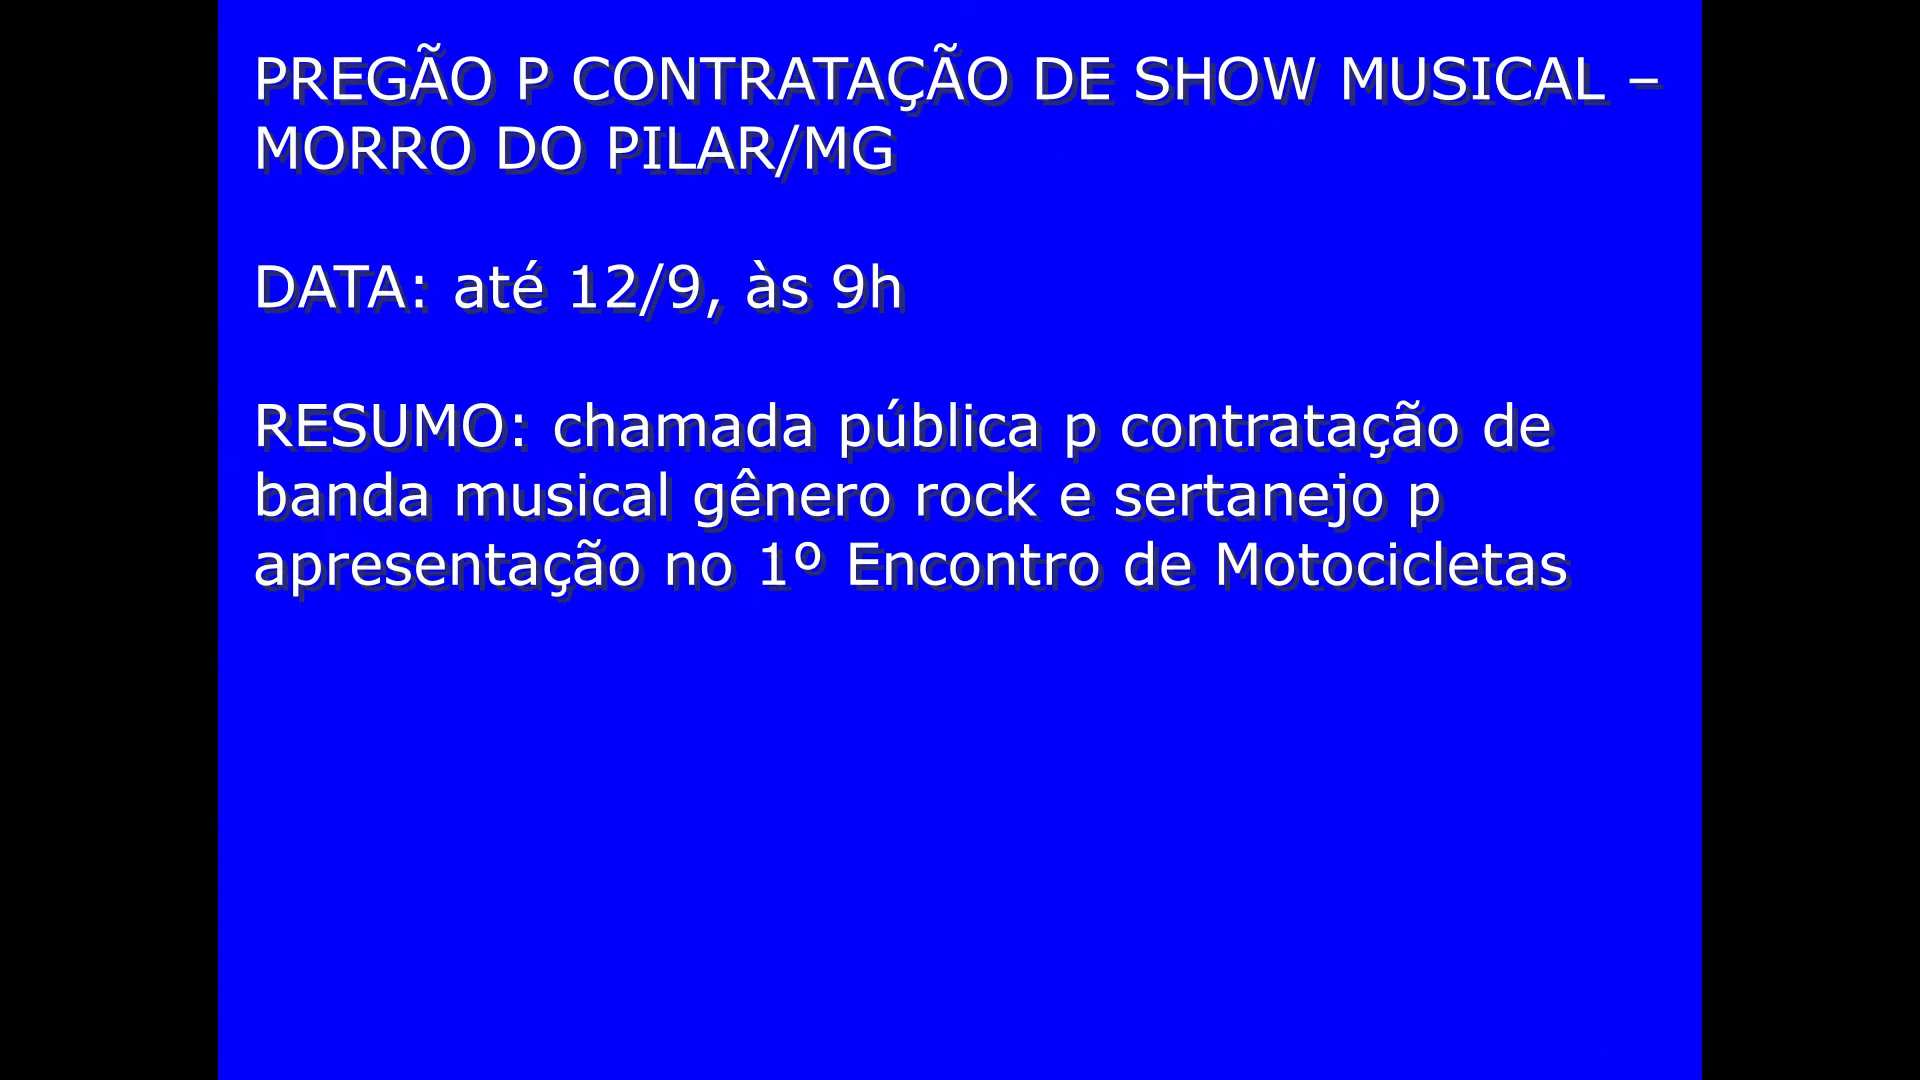 PREGÃO P CONTRATAÇÃO DE SHOW MUSICAL –
MORRO DO PILAR/MG
DATA: até 12/9, às 9h
RESUMO: chamada pública p contratação de
banda musical gênero rock e sertanejo p
apresentação no 1º Encontro de Motocicletas